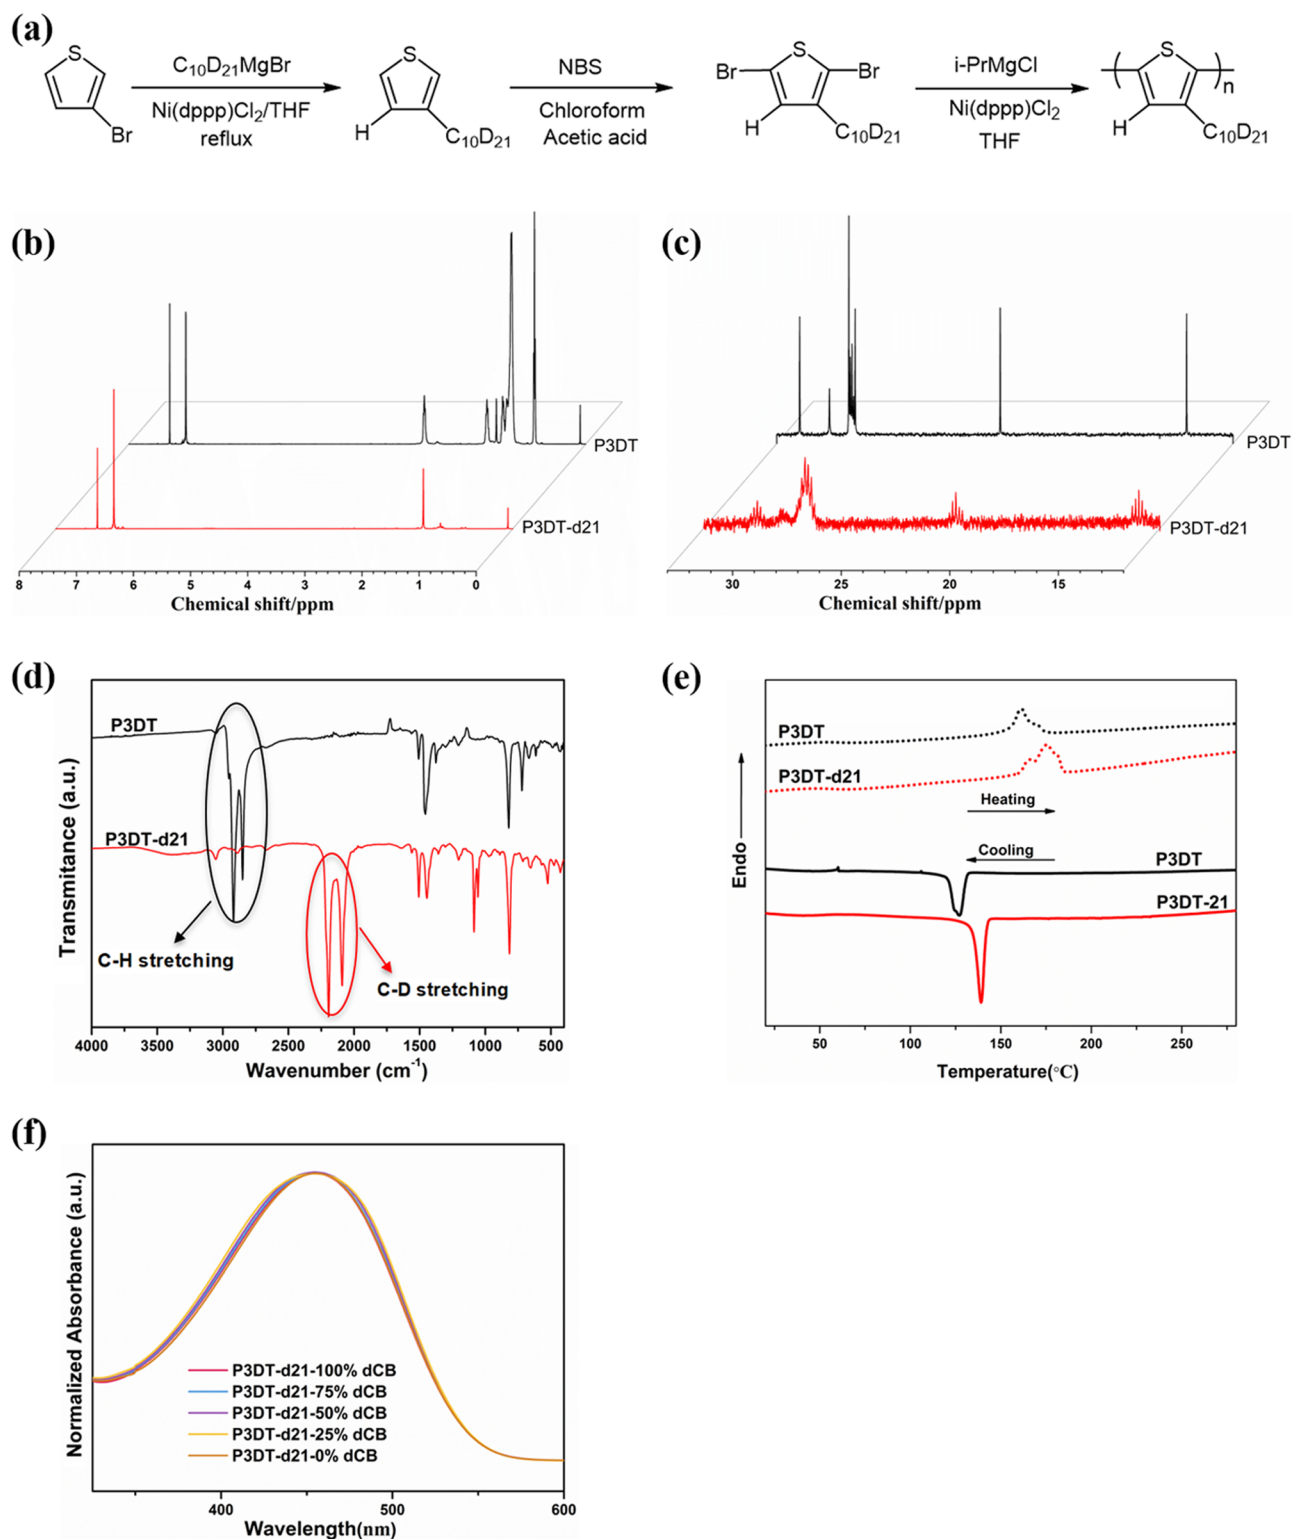 (a)
S
Br
C10D21MgBr
Ni(dppp)Cl2/THF
reflux
S
H
C10D21
NBS
Chloroform
Acetic acid
S
Br
Br
H
C10D21
i-PrMgCl
Ni(dppp)Cl2
THF
S
n
H
C10D21
(b)
P3DT
P3DT-d21
8 7 6 5 4 3 2 1 0
Chemical shift/ppm
(c)
P3DT
P3DT-d21
30 25 20 15
Chemical shift/ppm
(d)
P3DT
P3DT-d21
C-H stretching
C-D stretching
Transmitance (a.u.)
4000 3500 3000 2500 2000 1500 1000 500
Wavenumber (cm-1)
(e)
P3DT
P3DT-d21
Heating
Cooling
P3DT
P3DT-21
Endo
50 100 150 200 250
Temperature(°C)
(f)
Normalized Absorbance (a.u.)
P3DT-d21-100% dCB
P3DT-d21-75% dCB
P3DT-d21-50% dCB
P3DT-d21-25% dCB
P3DT-d21-0% dCB
400 500 600
Wavelength(nm)